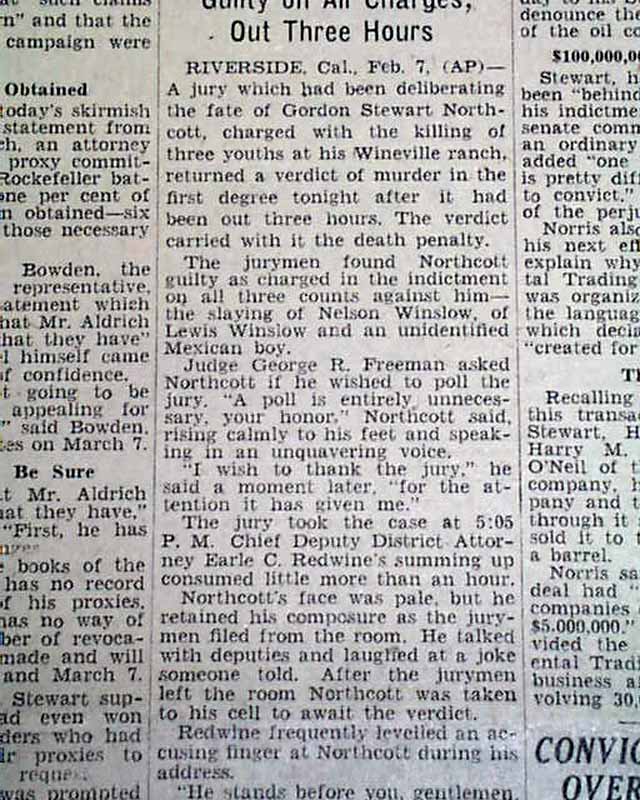 n" and that the
campaign were
Obtained
today's skirmish
statement from
ch, an attorney
proxy commit-
Rockefeller bat-
one per cent of
n obtained—six
those necessary
Bowden, the
representative,
atement which
hat Mr. Aldrich
that they have"
l himself came
of confidence.
t going to be
appealing for
" said Bowden.
tes on March 7.
Be Sure
t Mr. Aldrich
at they have,"
"First, he has
books of the
has no record
f his proxies.
has no way of
ber of revoca-
made and will
and March 7.
Stewart sup-
ad even won
ders who had
r proxies to
was prompted
Guilty on All Charges,
Out Three Hours
RIVERSIDE, Cal., Feb. 7, (AP)—
A jury which had been deliberating
the fate of Gordon Stewart North-
cott, charged with the killing of
three youths at his Wineville ranch,
returned a verdict of murder in the
first degree tonight after it had
been out three hours. The verdict
carried with it the death penalty.
The jurymen found Northcott
guilty as charged in the indictment
on all three counts against him—
the slaying of Nelson Winslow, of
Lewis Winslow and an unidentified
Mexican boy.
Judge George R. Freeman asked
Northcott if he wished to poll the
jury. "A poll is entirely unneces-
sary, your honor," Northcott said,
rising calmly to his feet and speak-
ing in an unquavering voice.
"I wish to thank the jury," he
said a moment later, "for the at-
tention it has given me."
The jury took the case at 5:05
P. M. Chief Deputy District Attor-
ney Earle C. Redwine's summing up
consumed little more than an hour.
Northcott's face was pale, but he
retained his composure as the jury-
men filed from the room. He talked
with deputies and laughed at a joke
someone told. After the jurymen
left the room Northcott was taken
to his cell to await the verdict.
Redwine frequently levelled an ac-
cusing finger at Northcott during his
address.
"He stands before you, gentlemen,
denounce the
of the oil co
$100,000,0
Stewart, h
been "behind
his indictme
senate comm
an ordinary
added "one
is pretty diff
to convict."
of the perj
Norris also
his next eff
explain why
tal Trading
was organiz
the languag
which decla
"created for
T
Recalling
this transa
Stewart, H
Harry M.
O'Neil of t
company, h
pany and t
through it
sold it to t
a barrel.
Norris sa
deal had "
companies
$5,000,000."
vided the
ental Tradi
business a
volving 30,
CONVIC
OVER